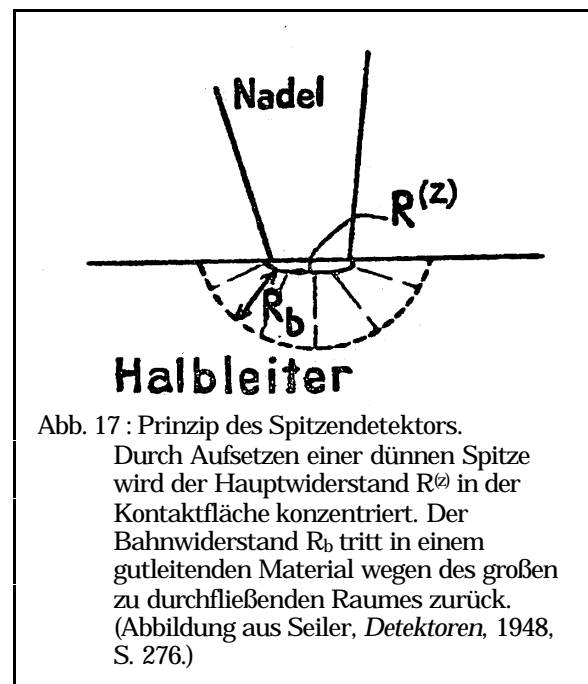 Nadel
R(z)
Rb
Halbleiter
Abb. 17 : Prinzip des Spitzendetektors.
Durch Aufsetzen einer dünnen Spitze
wird der Hauptwiderstand R(z) in der
Kontaktfläche konzentriert. Der
Bahnwiderstand Rb tritt in einem
gutleitenden Material wegen des großen
zu durchfließenden Raumes zurück.
(Abbildung aus Seiler, Detektoren, 1948,
S. 276.)